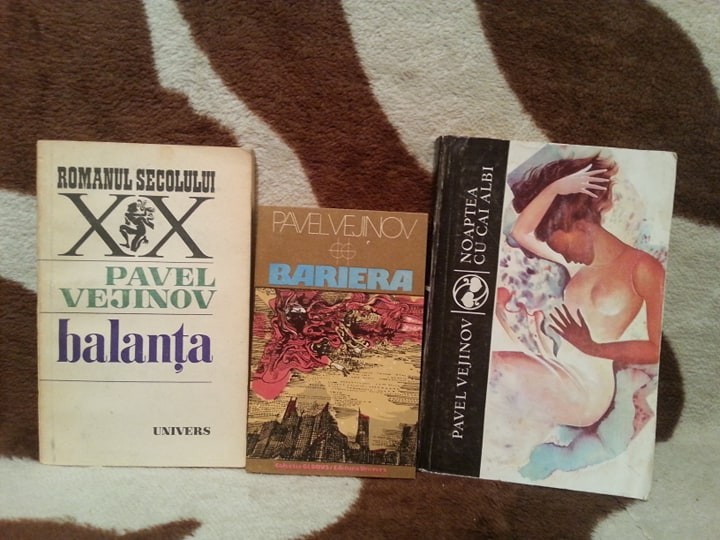 ROMANUL SECOLULUI
XX
PAVEL
VEJINOV
balanța
UNIVERS
PAVEL VEJINOV
BARIERA
PAVEL VEJINOV
NOAPTEA
CU CAI ALBI